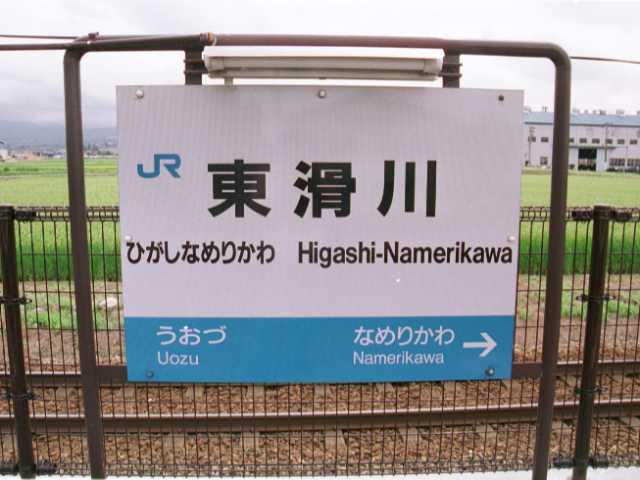 JR 東滑川
ひがしなめりかわ Higashi-Namerikawa
うおづ なめりかわ →
Uozu Namerikawa